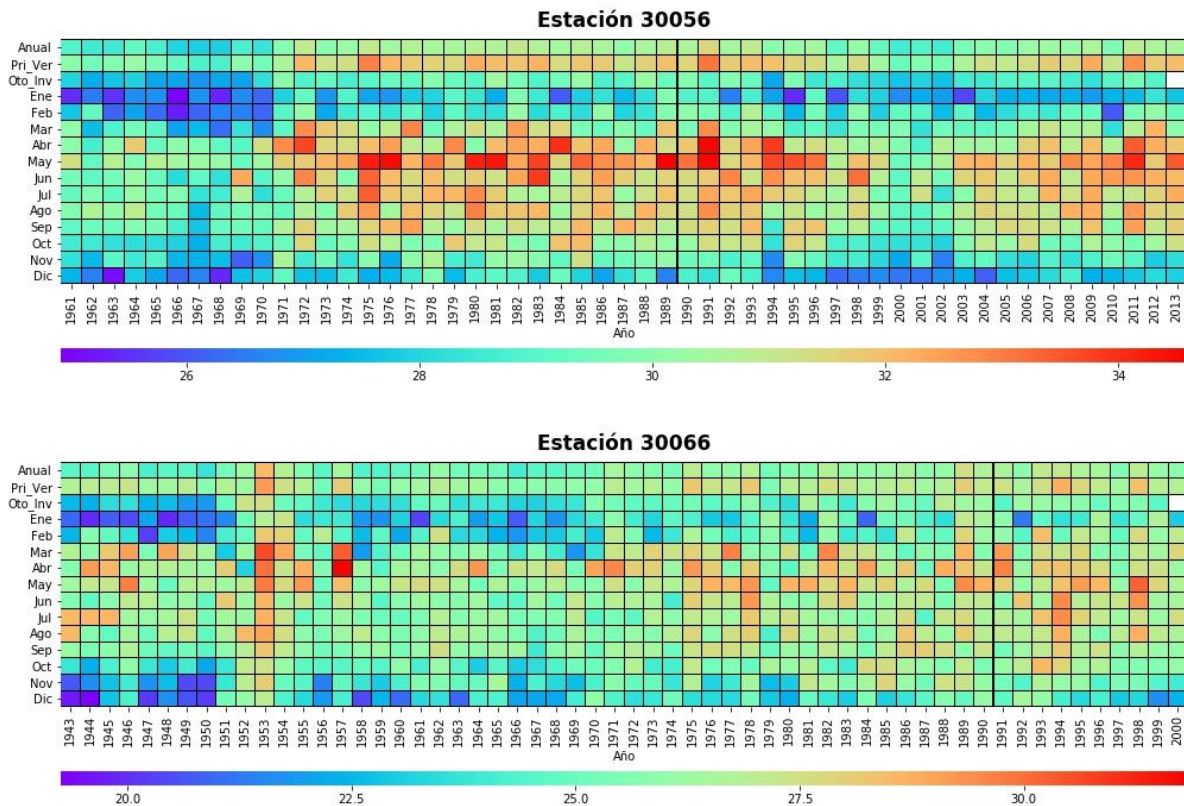 Estación 30056
Anual
Pri_Ver
Oto_Inv
Ene
Feb
Mar
Abr
May
Jun
Jul
Ago
Sep
Oct
Nov
Dic
1961 1962 1963 1964 1965 1966 1967 1968 1969 1970 1971 1972 1973 1974 1975 1976 1977 1978 1979 1980 1981 1982 1983 1984 1985 1986 1987 1988 1989 1990 1991 1992 1993 1994 1995 1996 1997 1998 1999 2000 2001 2002 2003 2004 2005 2006 2007 2008 2009 2010 2011 2012 2013
Año
26 28 30 32 34
Estación 30066
Anual
Pri_Ver
Oto_Inv
Ene
Feb
Mar
Abr
May
Jun
Jul
Ago
Sep
Oct
Nov
Dic
1943 1944 1945 1946 1947 1948 1949 1950 1951 1952 1953 1954 1955 1956 1957 1958 1959 1960 1961 1962 1963 1964 1965 1966 1967 1968 1969 1970 1971 1972 1973 1974 1975 1976 1977 1978 1979 1980 1981 1982 1983 1984 1985 1986 1987 1988 1989 1990 1991 1992 1993 1994 1995 1996 1997 1998 1999 2000
Año
20.0 22.5 25.0 27.5 30.0